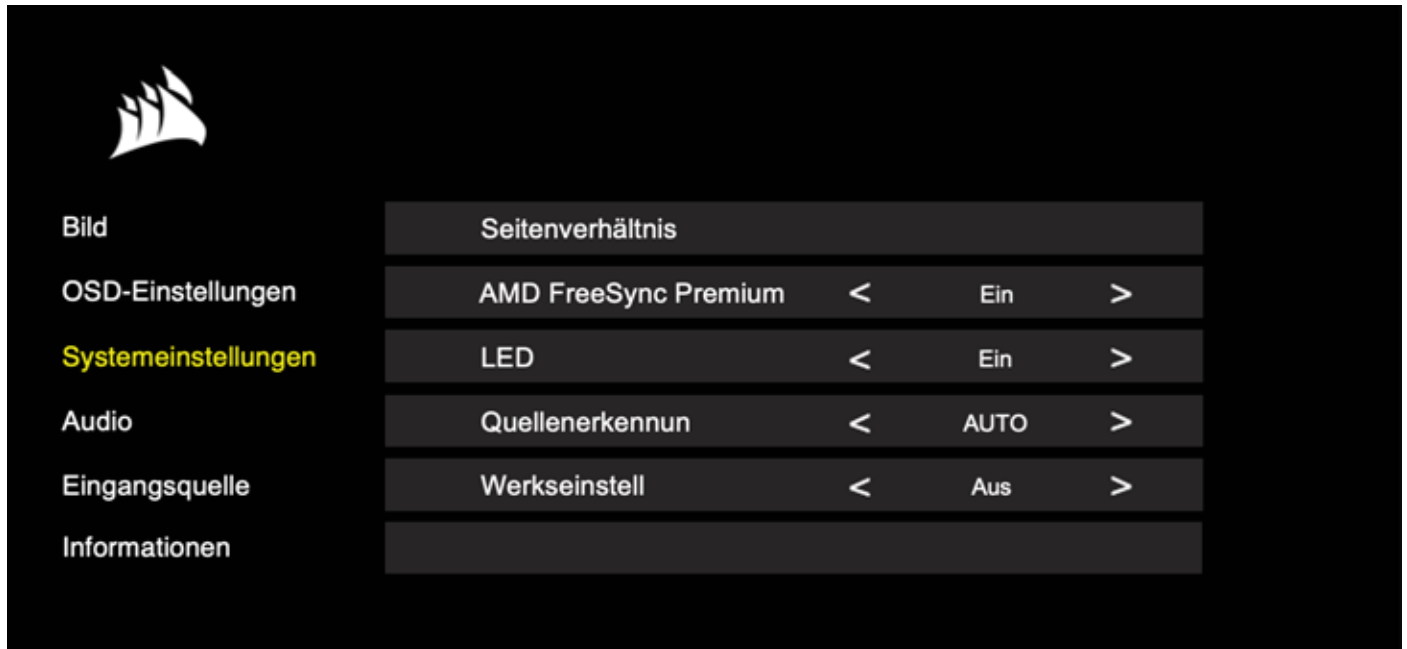 Bild Seitenverhältnis
OSD-Einstellungen AMD FreeSync Premium < Ein >
Systemeinstellungen LED < Ein >
Audio Quellenerkennun < AUTO >
Eingangsquelle Werkseinstell < Aus >
Informationen